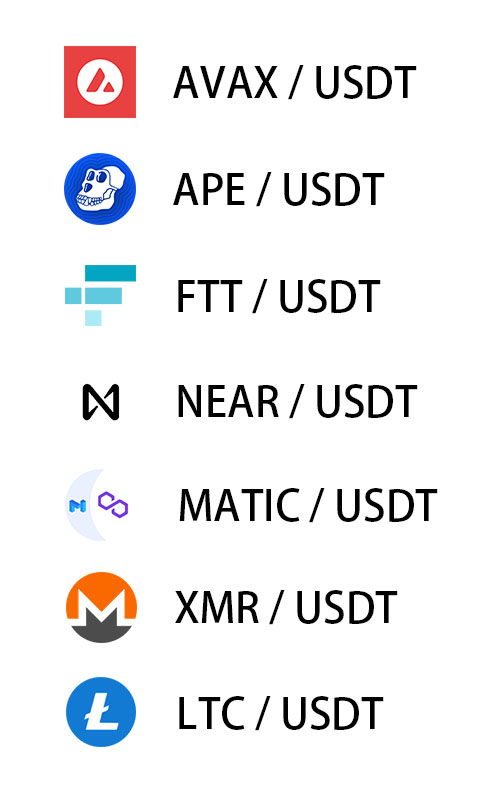 AVAX / USDT
APE / USDT
FTT / USDT
NEAR / USDT
MATIC / USDT
XMR / USDT
LTC / USDT